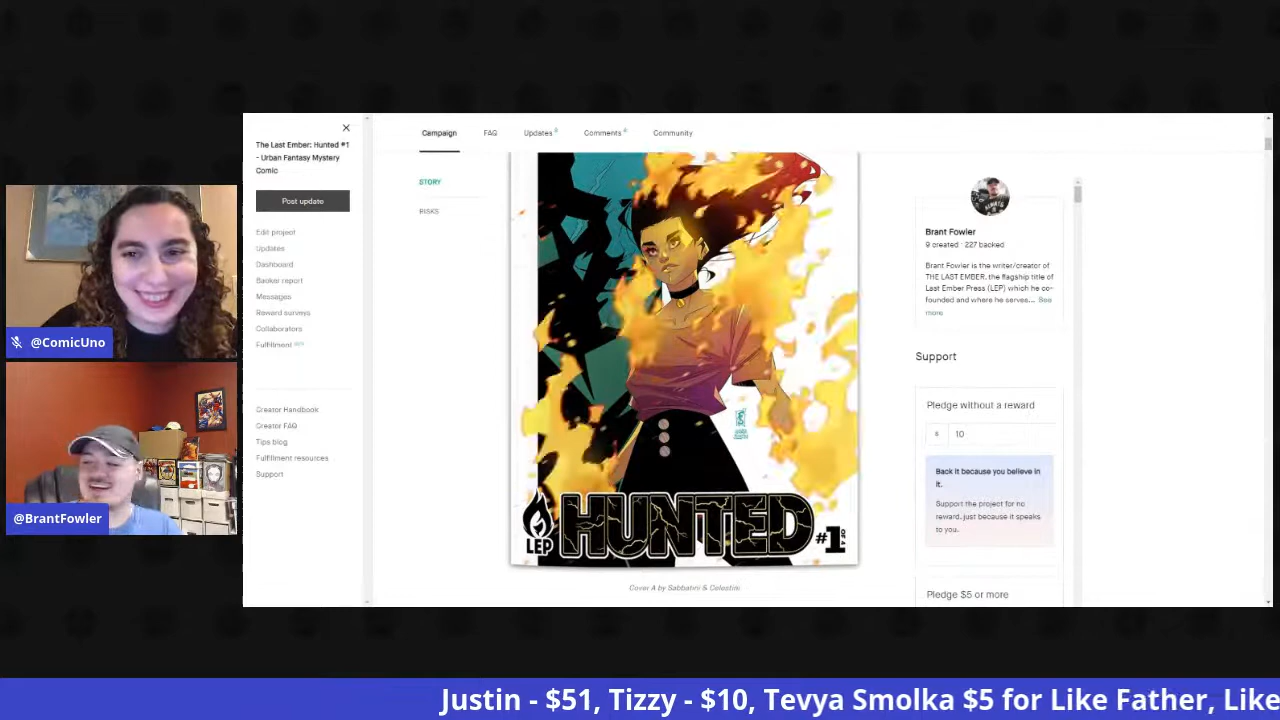 The Last Ember: Hunted #1
- Urban Fantasy Mystery
Comic
Post update
Edit project
Updates
Dashboard
Backer report
Messages
Reward surveys
Collaborators
Fulfillment
Creator Handbook
Creator FAQ
Tips blog
Fulfillment resources
Support
Campaign
FAQ
Updates
Comments
Community
STORY
RISKS
LEP
HUNTED
#1
OF 4
Cover A by Sabbatini & Celestini
Brant Fowler
9 created · 227 backed
Brant Fowler is the writer/creator of
THE LAST EMBER, the flagship title of
Last Ember Press (LEP) which he co-
founded and where he serves... See
more
Support
Pledge without a reward
$ 10
Back it because you believe in
it.
Support the project for no
reward, just because it speaks
to you.
Pledge $5 or more
@ComicUno
@BrantFowler
Justin - $51, Tizzy - $10, Tevya Smolka $5 for Like Father, Like